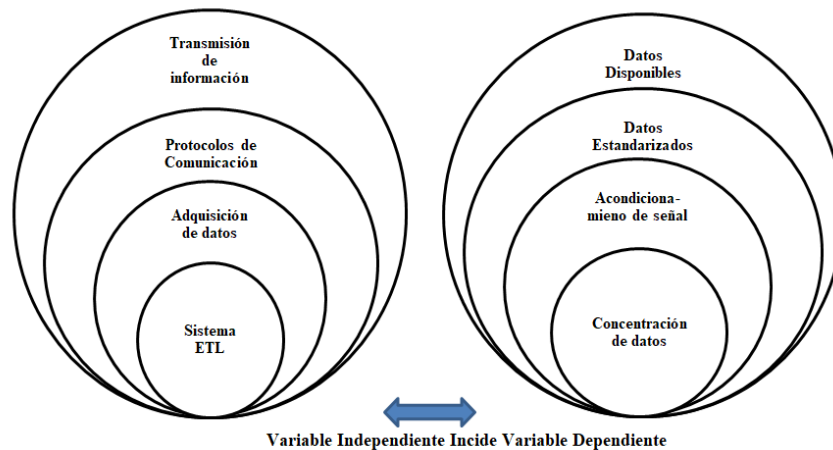 Transmisión
de
información
Protocolos de
Comunicación
Adquisición
de datos
Sistema
ETL
Datos
Disponibles
Datos
Estandarizados
Acondiciona-
mieno de señal
Concentración
de datos
Variable Independiente Incide Variable Dependiente